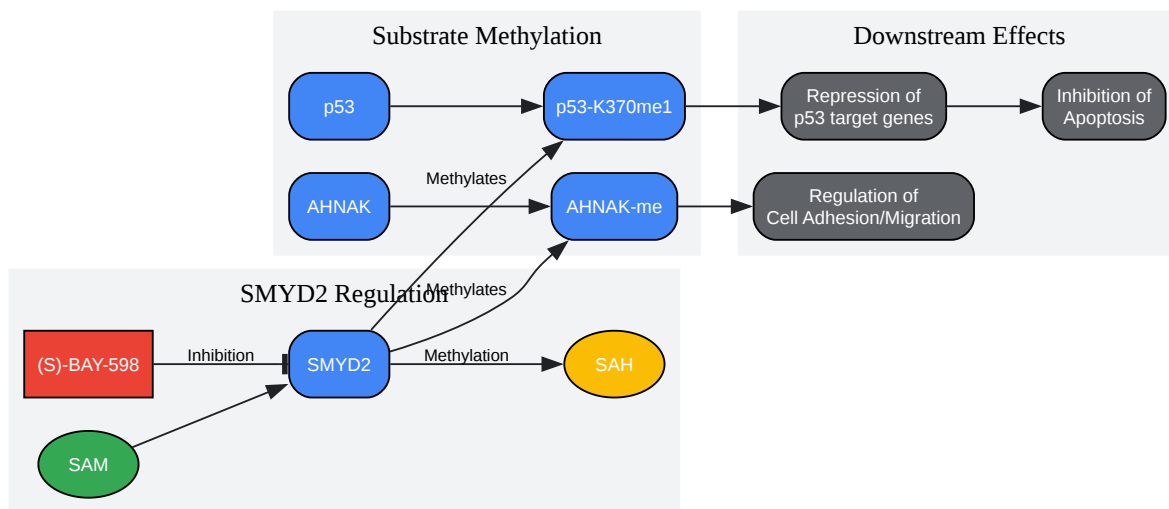 Substrate Methylation
Downstream Effects
p53
p53-K370me1
Repression of
p53 target genes
Inhibition of
Apoptosis
Methylates
AHNAK
AHNAK-me
Regulation of
Cell Adhesion/Migration
SMYD2 Regulation
Methylates
(S)-BAY-598
Inhibition
SMYD2
Methylation
SAH
SAM